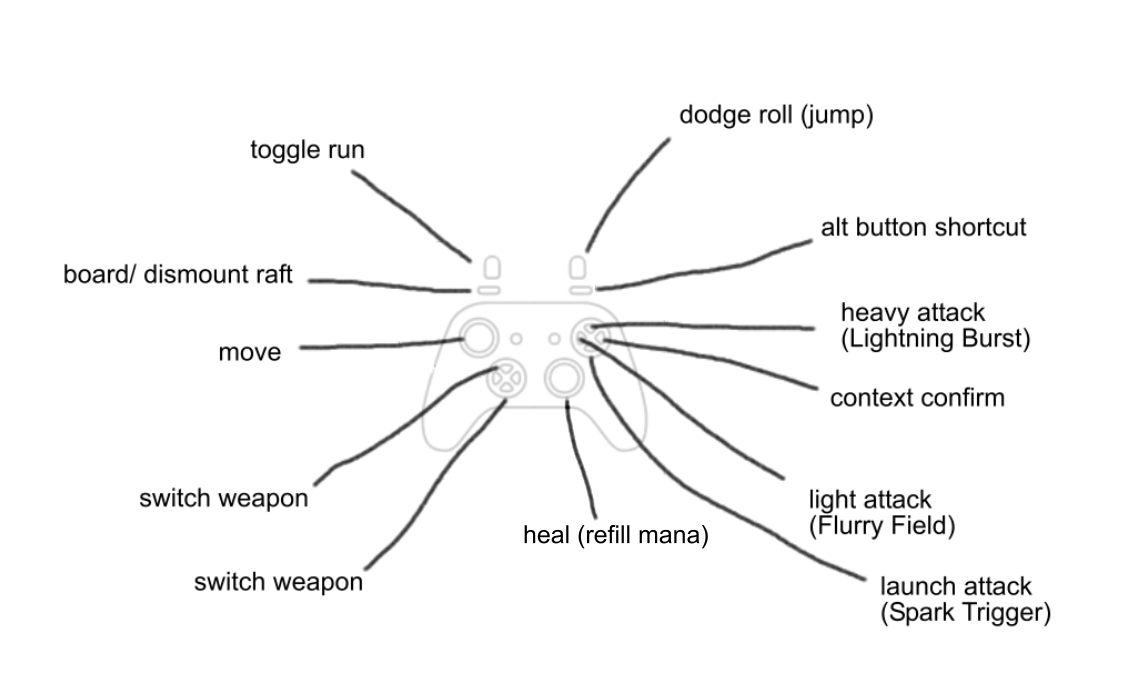 dodge roll (jump)
toggle run
alt button shortcut
board/ dismount raft
heavy attack
(Lightning Burst)
move
context confirm
switch weapon
light attack
(Flurry Field)
heal (refill mana)
switch weapon
launch attack
(Spark Trigger)